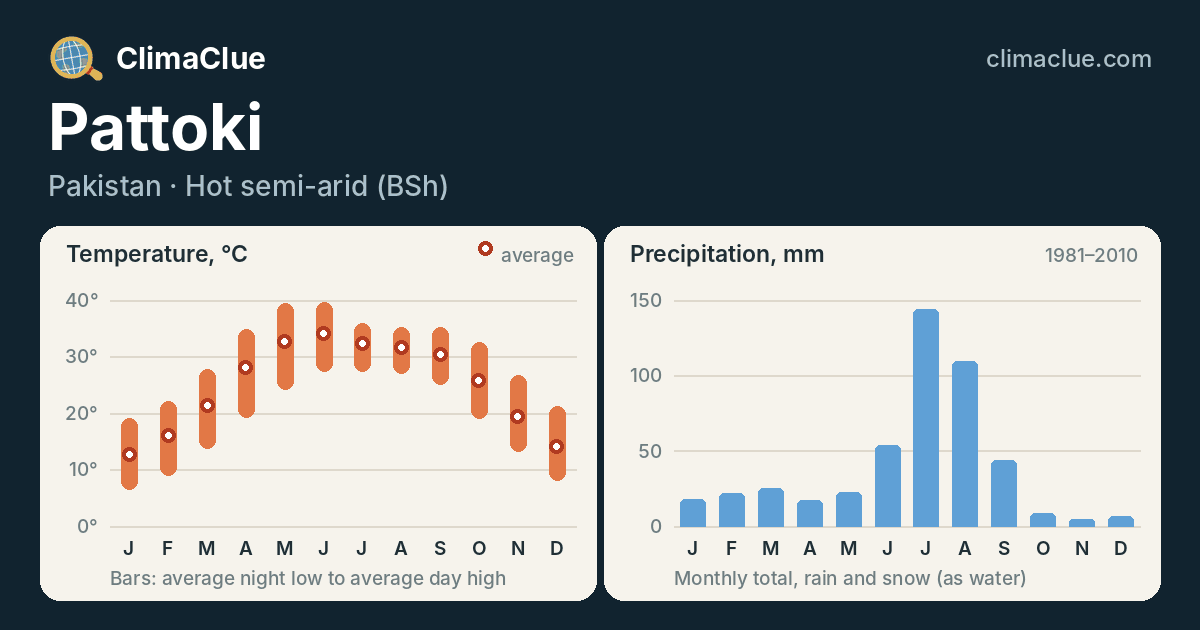 ClimaClue
climaclue.com
Pattoki
Pakistan · Hot semi-arid (BSh)
Temperature, °C
average
40°
30°
20°
10°
0°
J F M A M J J A S O N D
Bars: average night low to average day high
Precipitation, mm
1981–2010
150
100
50
0
J F M A M J J A S O N D
Monthly total, rain and snow (as water)